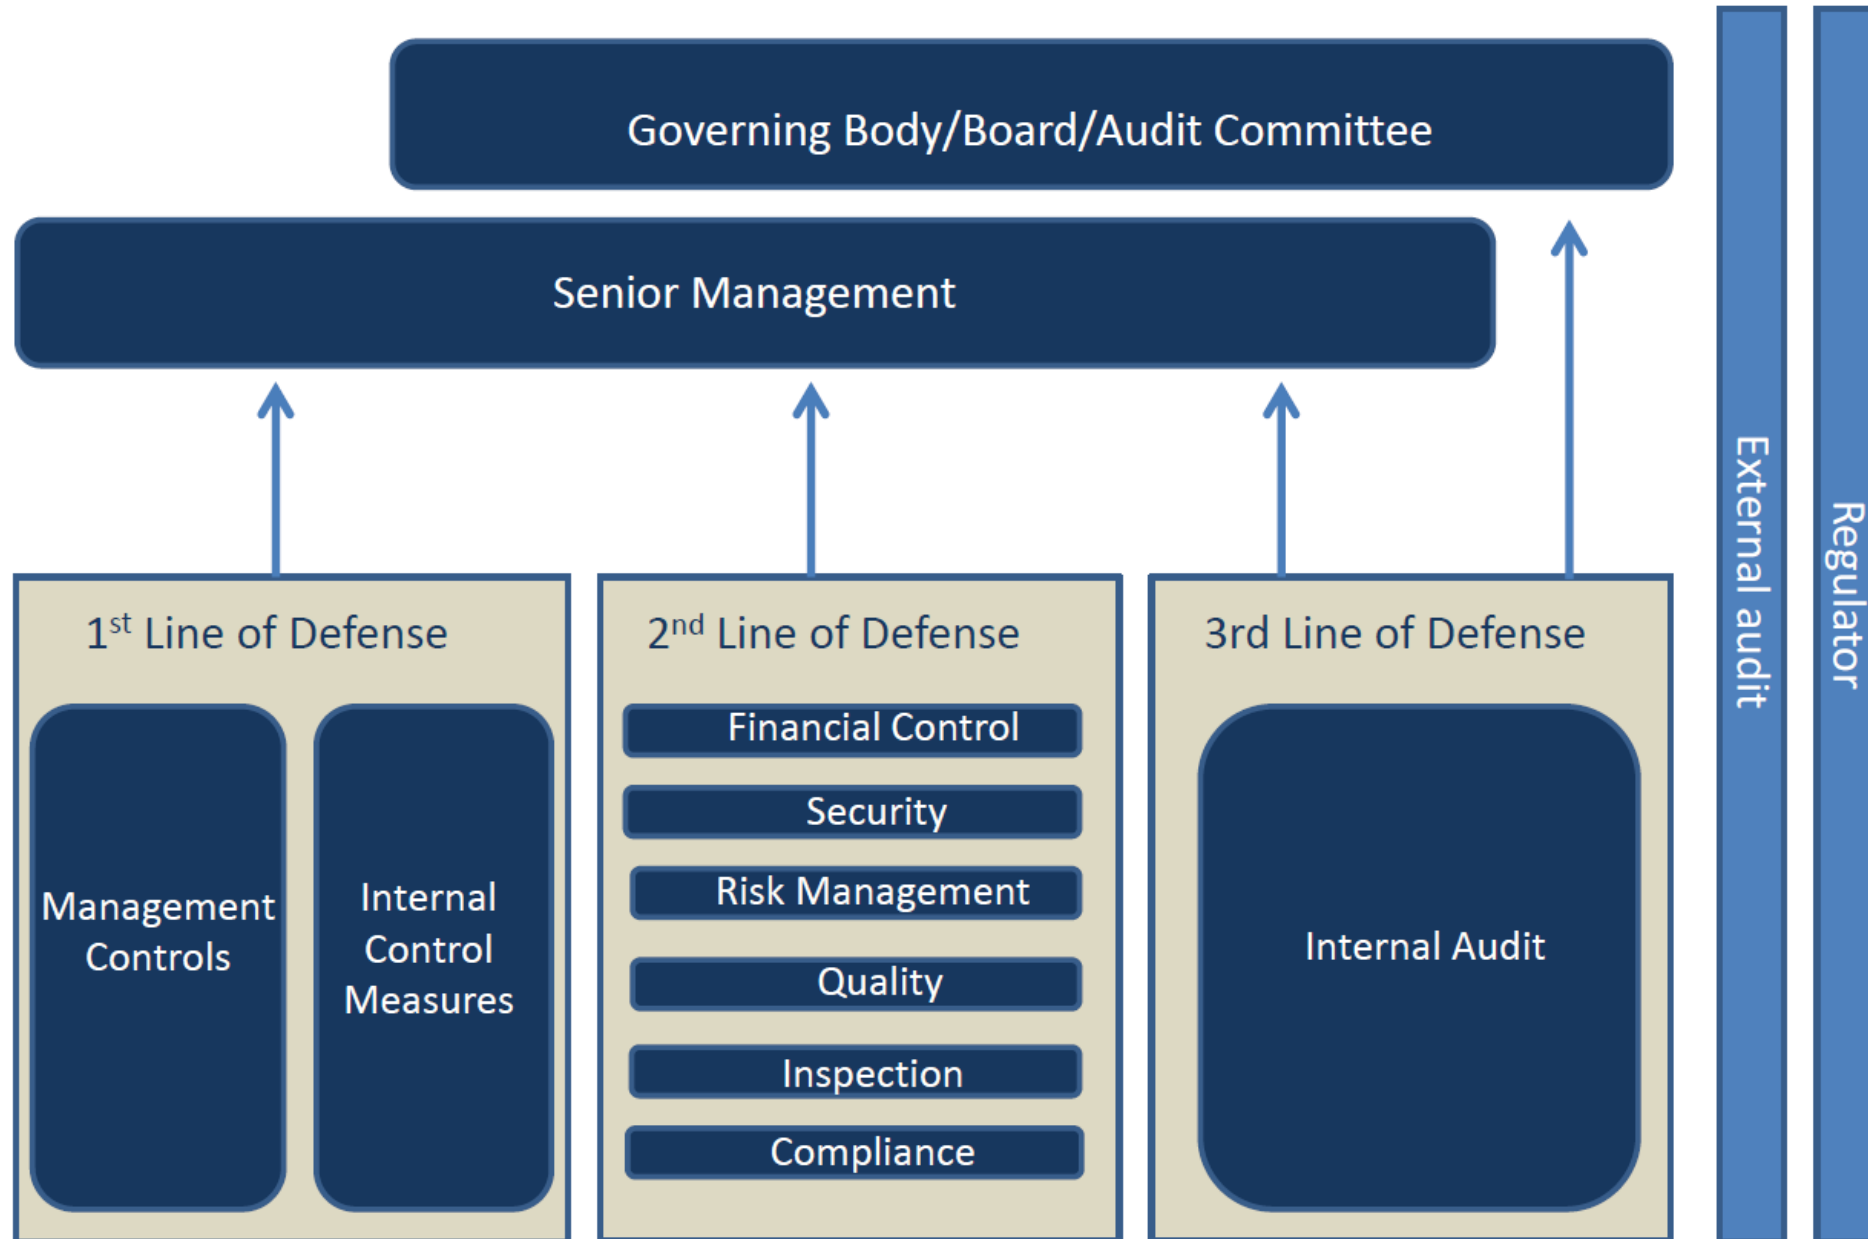 Governing Body/Board/Audit Committee
Senior Management
1st Line of Defense
Management
Controls
Internal
Control
Measures
2nd Line of Defense
Financial Control
Security
Risk Management
Quality
Inspection
Compliance
3rd Line of Defense
Internal Audit
External audit
Regulator